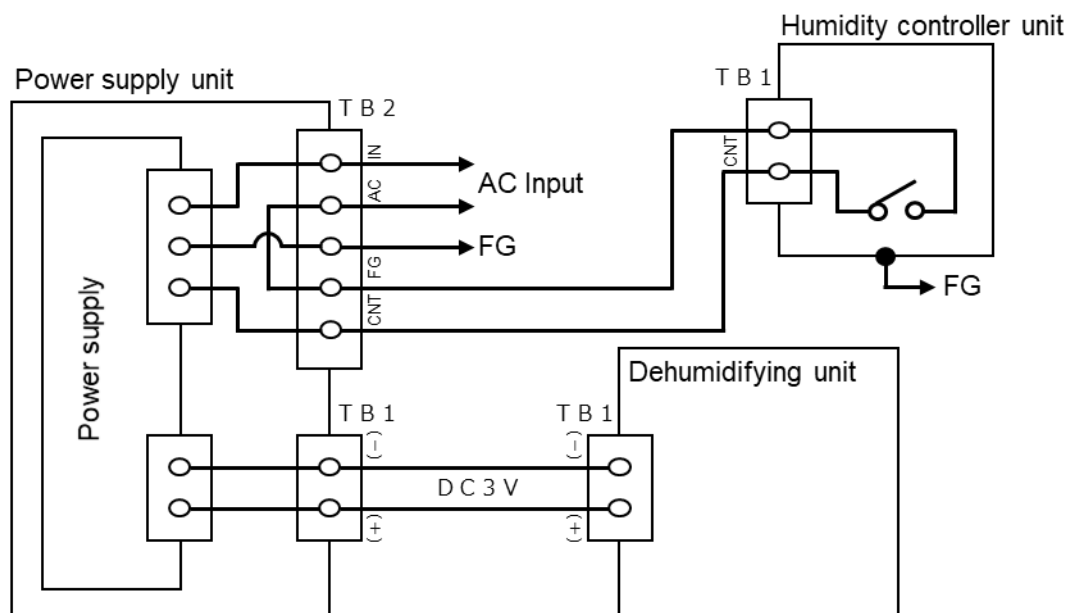 Humidity controller unit
Power supply unit
TB1
TB2
IN
CNT
AC
AC Input
FG
FG
FG
CNT
Power supply
Dehumidifying unit
TB1
TB1
(-)
(-)
DC3V
(+)
(+)